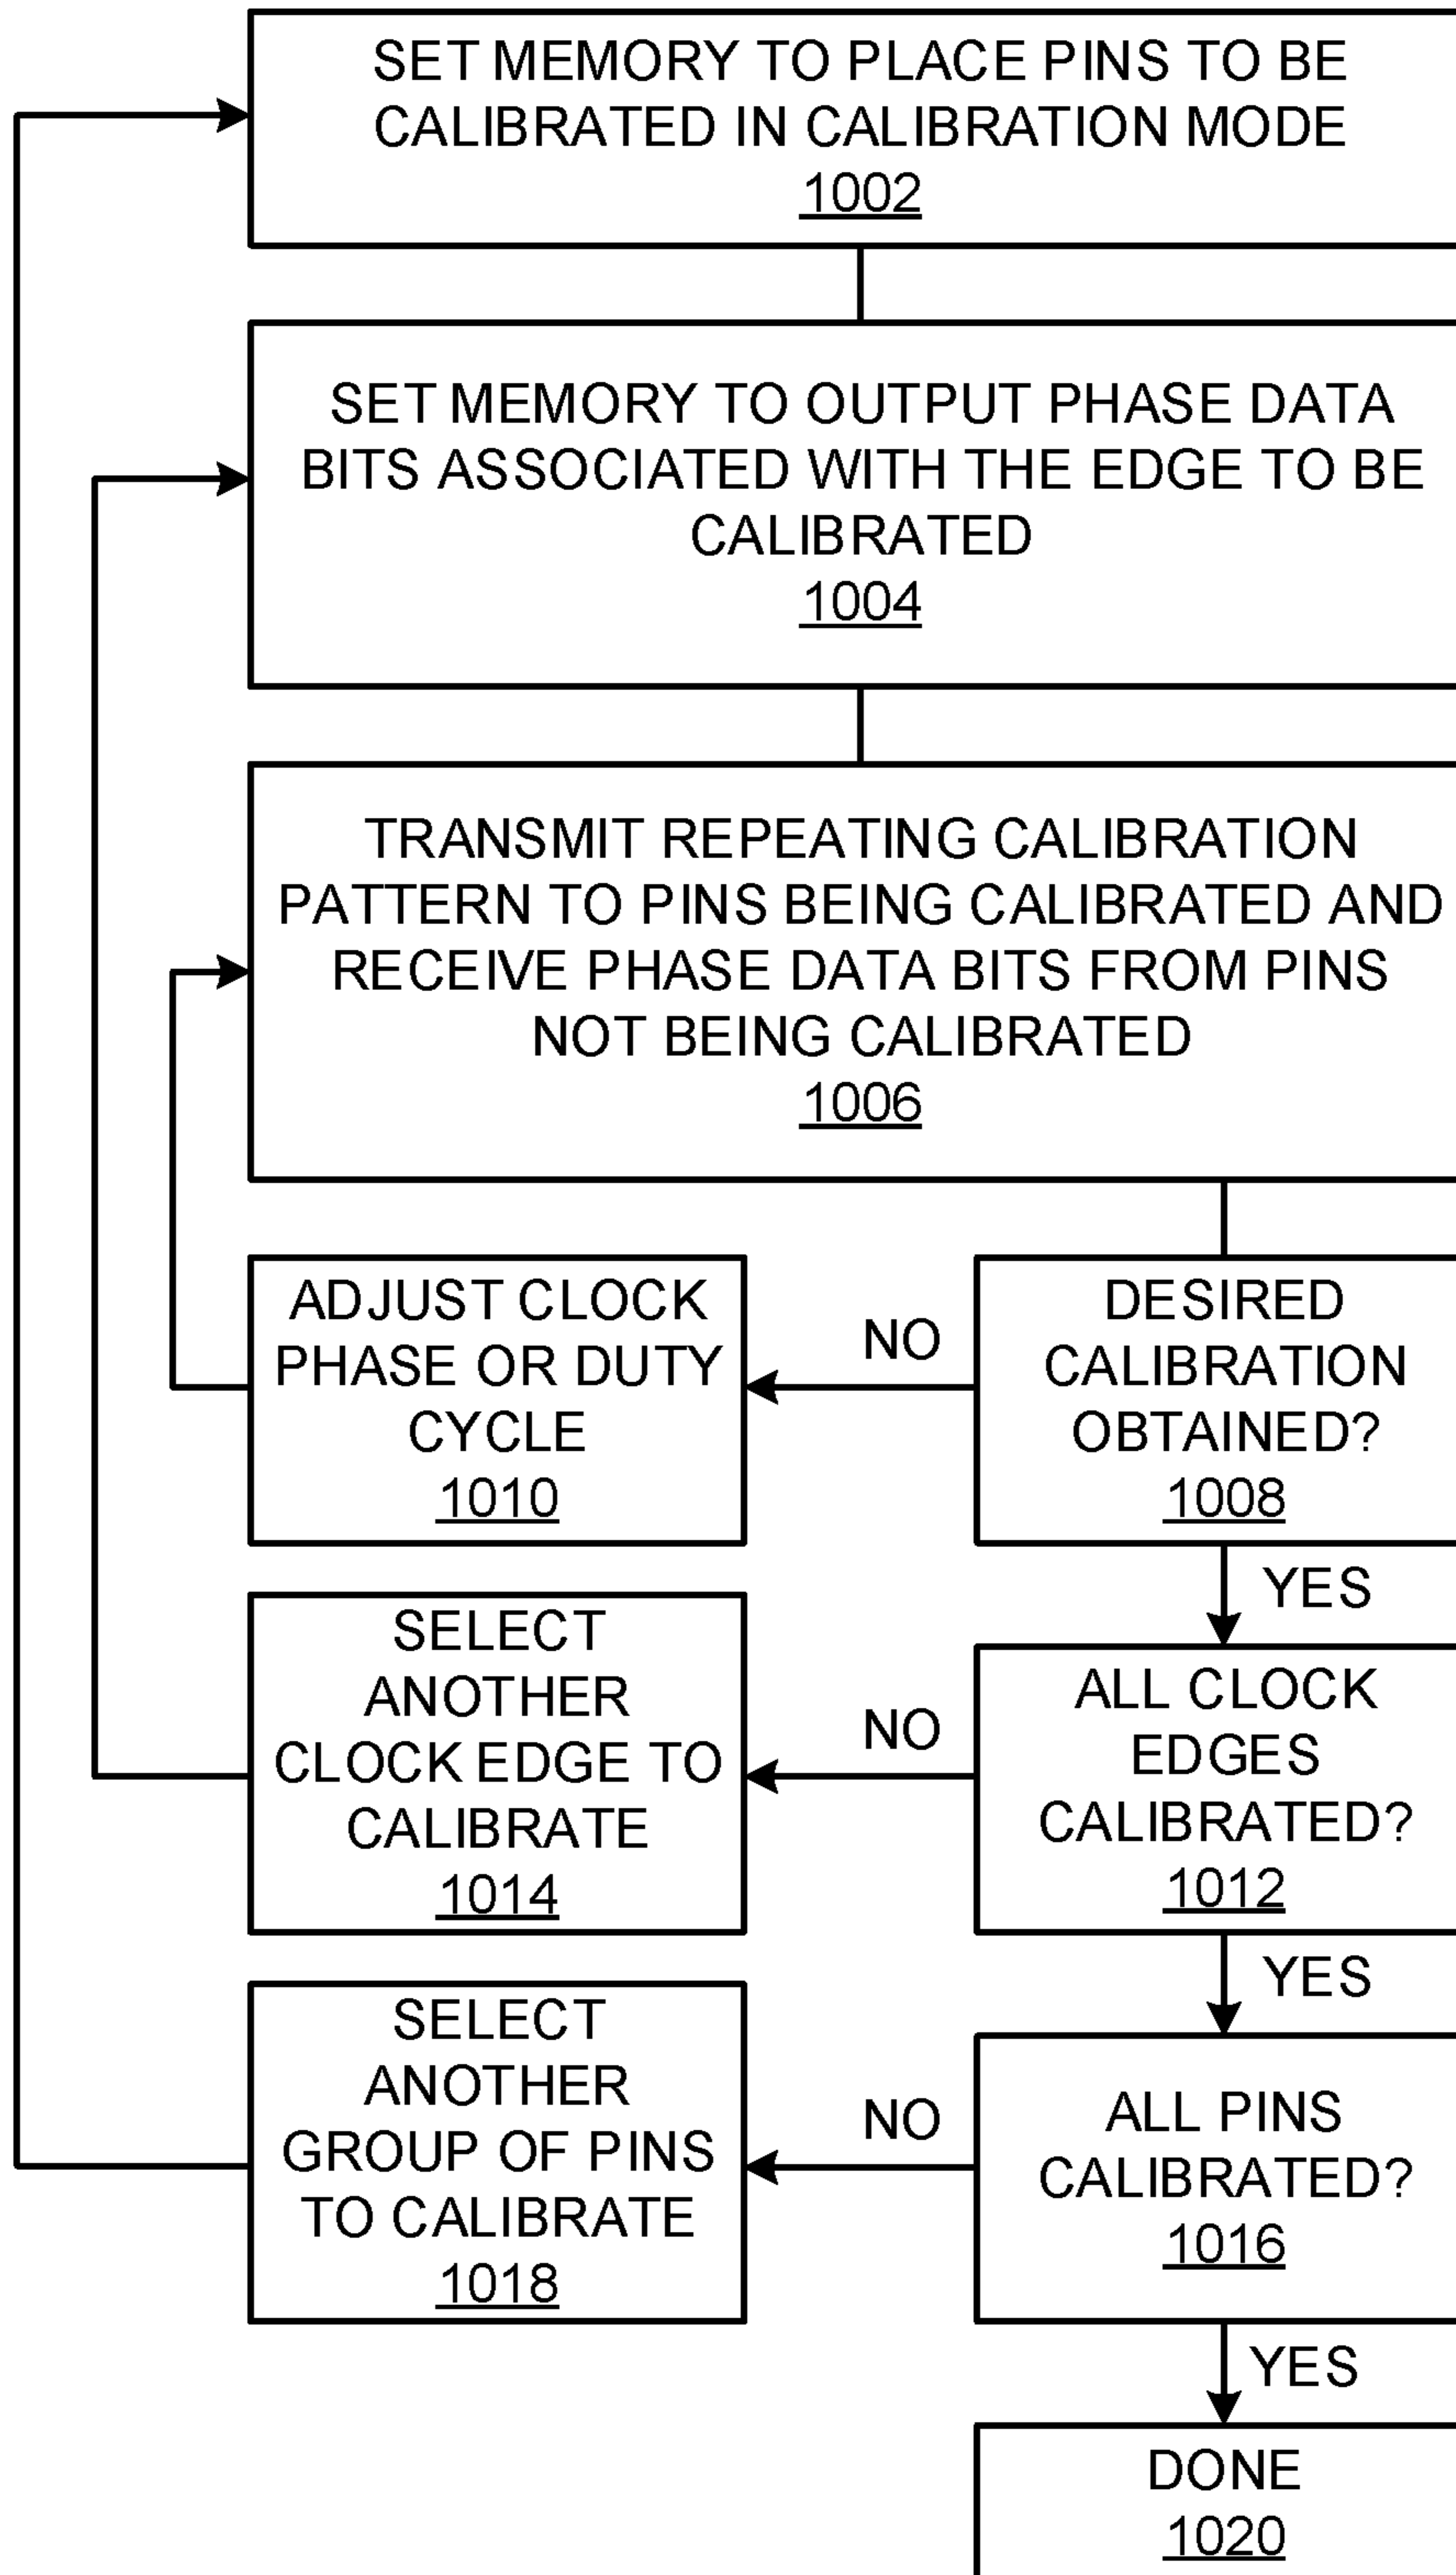 SET MEMORY TO PLACE PINS TO BE
CALIBRATED IN CALIBRATION MODE
1002
SET MEMORY TO OUTPUT PHASE DATA
BITS ASSOCIATED WITH THE EDGE TO BE
CALIBRATED
1004
TRANSMIT REPEATING CALIBRATION
PATTERN TO PINS BEING CALIBRATED AND
RECEIVE PHASE DATA BITS FROM PINS
NOT BEING CALIBRATED
1006
ADJUST CLOCK
PHASE OR DUTY
CYCLE
1010
NO
DESIRED
CALIBRATION
OBTAINED?
1008
YES
SELECT
ANOTHER
CLOCK EDGE TO
CALIBRATE
1014
NO
ALL CLOCK
EDGES
CALIBRATED?
1012
YES
SELECT
ANOTHER
GROUP OF PINS
TO CALIBRATE
1018
NO
ALL PINS
CALIBRATED?
1016
YES
DONE
1020